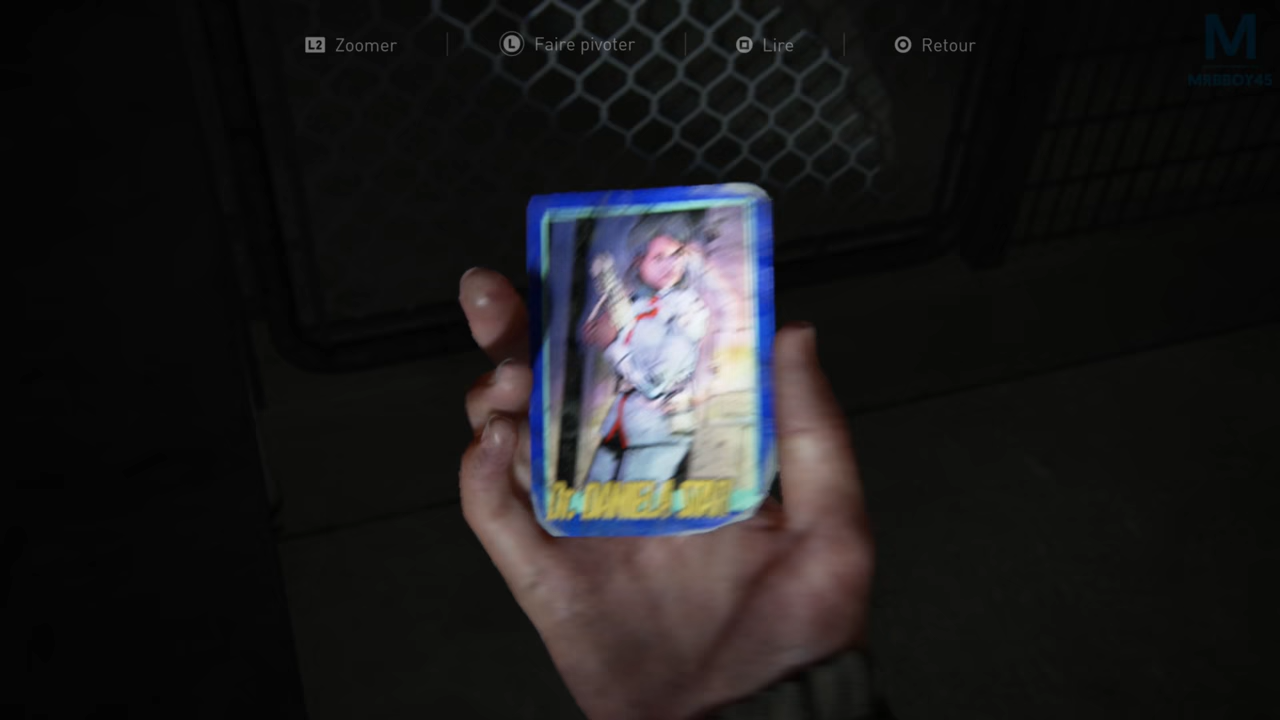 L2 Zoomer
L Faire pivoter
Lire
Retour
M
MRBBOY45
Dr. DANIELA STAR